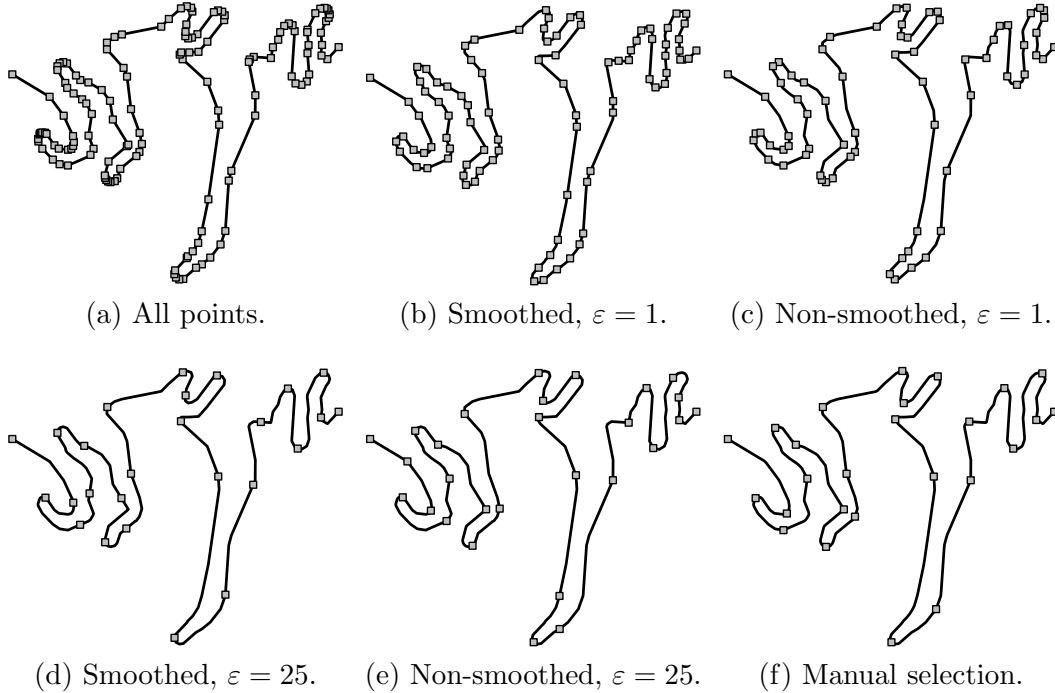 (a) All points.
(b) Smoothed, ε = 1.
(c) Non-smoothed, ε = 1.
(d) Smoothed, ε = 25.
(e) Non-smoothed, ε = 25.
(f) Manual selection.